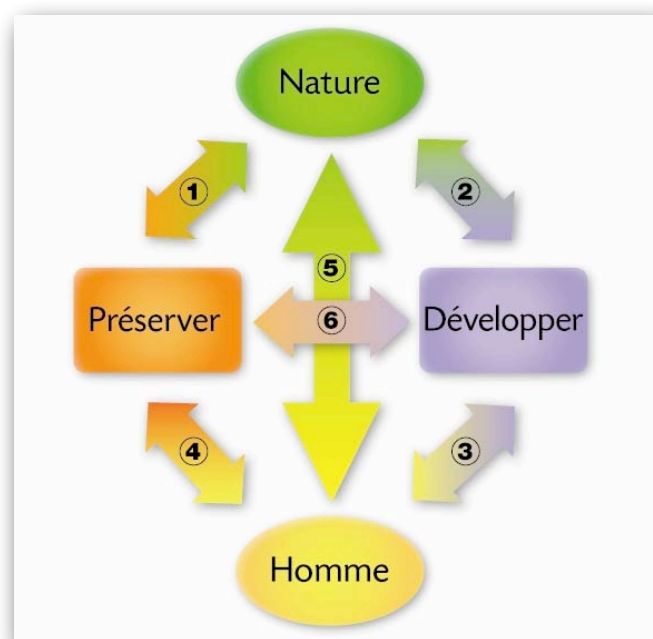 Nature
①
②
⑤
Préserver
⑥
Développer
④
③
Homme